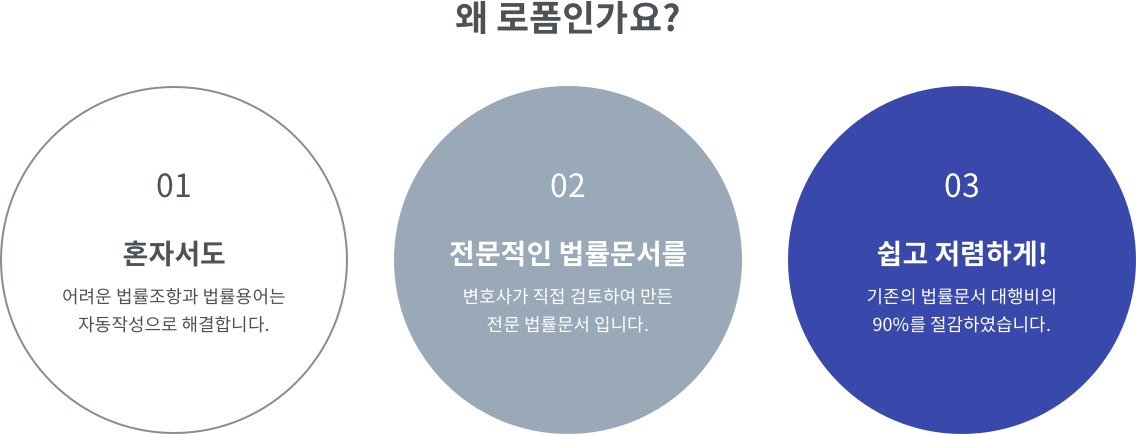 왜 로폼인가요?
01
혼자서도
어려운 법률조항과 법률용어는
자동작성으로 해결합니다.
02
전문적인 법률문서를
변호사가 직접 검토하여 만든
전문 법률문서 입니다.
03
쉽고 저렴하게!
기존의 법률문서 대행비의
90%를 절감하였습니다.